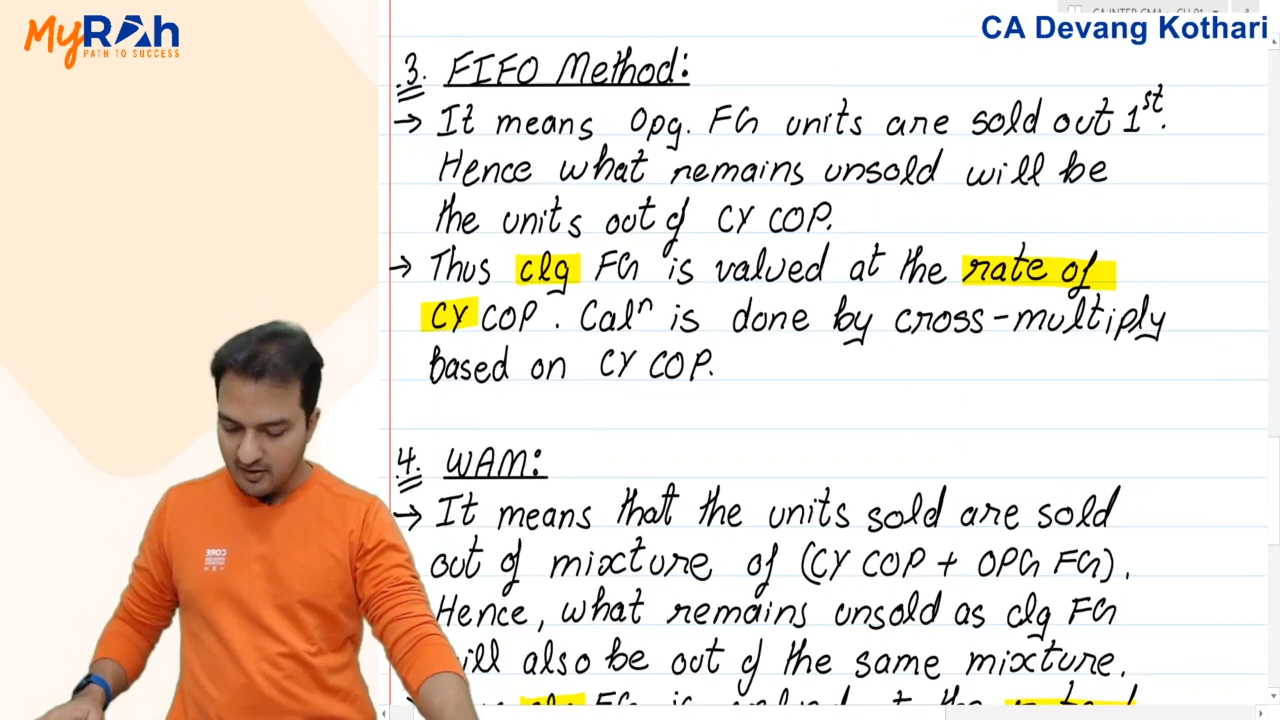 MyRah
PATH TO SUCCESS
CA Devang Kothari
3. FIFO Method:
→ It means Opg. FG units are sold out 1st.
Hence what remains unsold will be
the units out of CY COP.
→ Thus clg FG is valued at the rate of
CY COP. Calⁿ is done by cross-multiply
based on CY COP.
4. WAM:
→ It means that the units sold are sold
out of mixture of (CY COP + OPG FG).
Hence, what remains unsold as clg FG
will also be out of the same mixture.
CORE